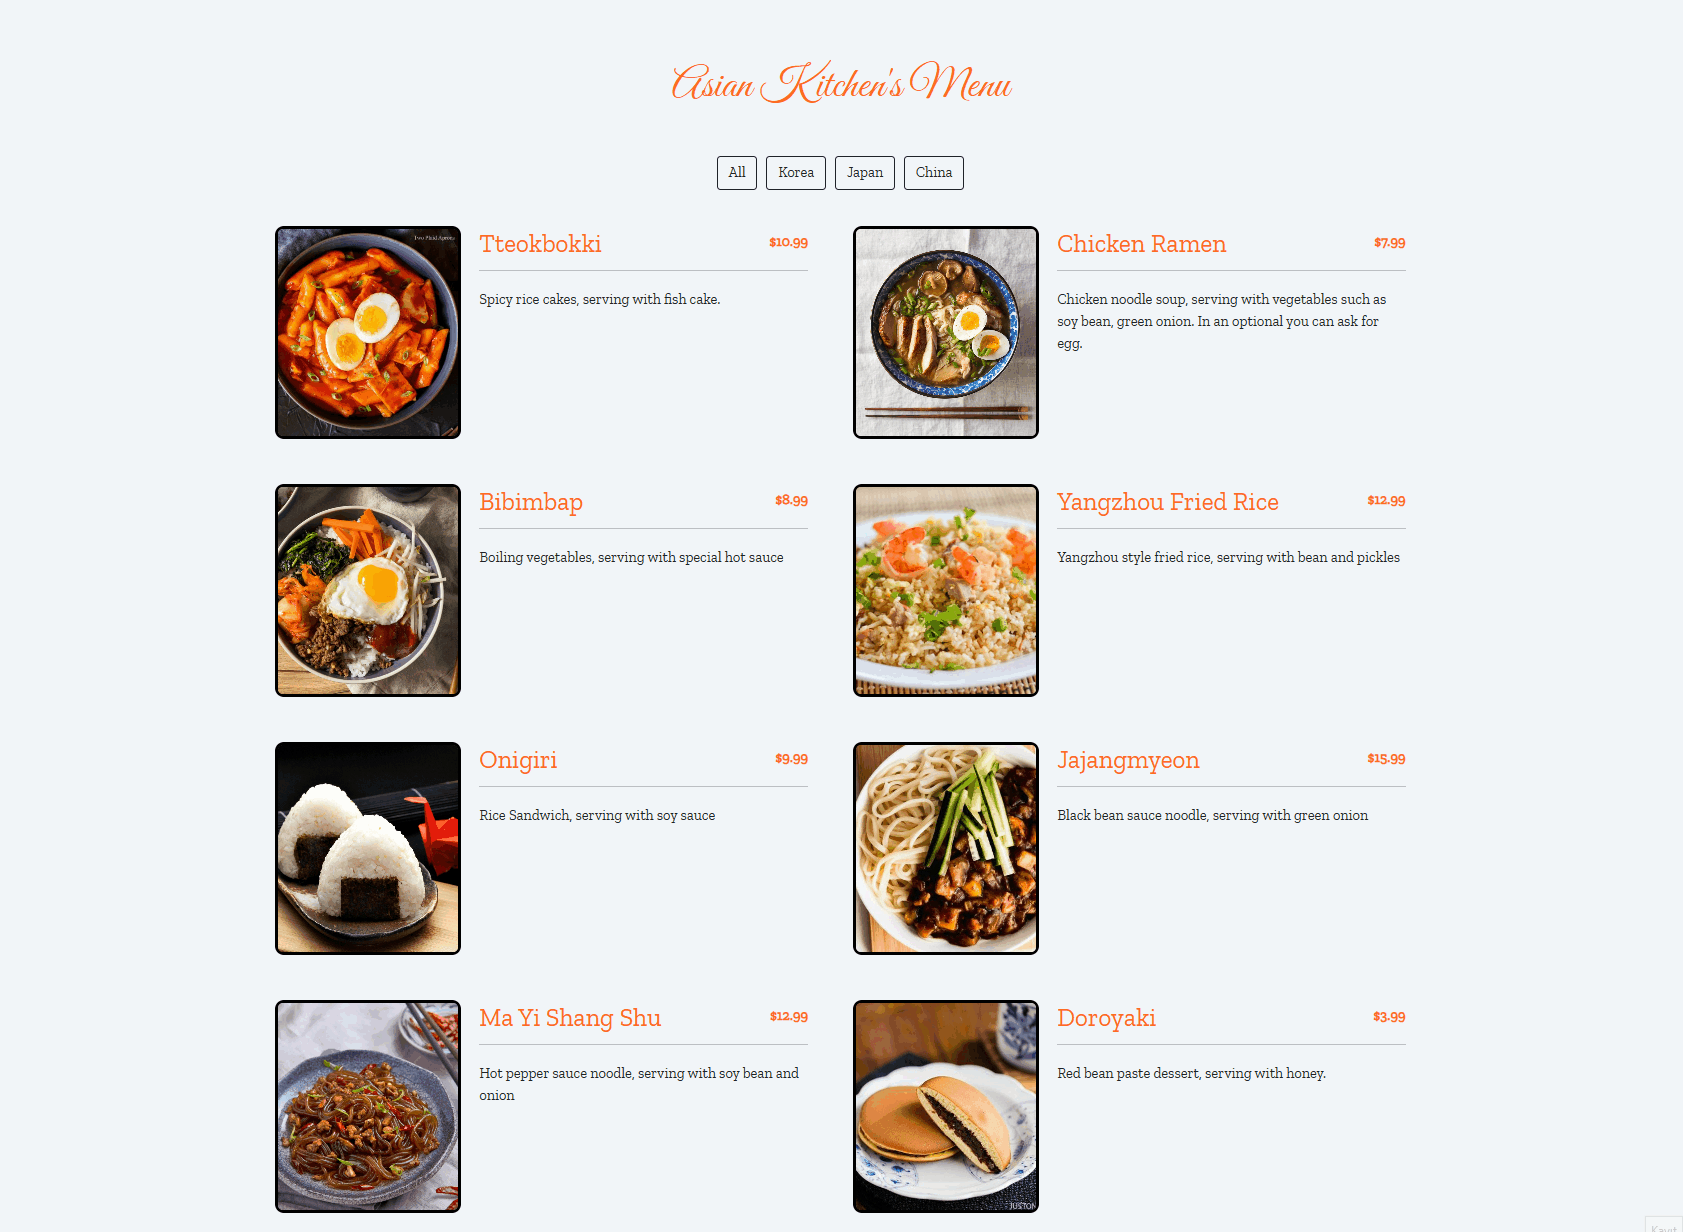 Asian Kitchen's Menu
All
Korea
Japan
China
Two Plaid Aprons
Tteokbokki
$10.99
Spicy rice cakes, serving with fish cake.
Chicken Ramen
$7.99
Chicken noodle soup, serving with vegetables such as
soy bean, green onion. In an optional you can ask for
egg.
Bibimbap
$8.99
Boiling vegetables, serving with special hot sauce
Yangzhou Fried Rice
$12.99
Yangzhou style fried rice, serving with bean and pickles
Onigiri
$9.99
Rice Sandwich, serving with soy sauce
Jajangmyeon
$15.99
Black bean sauce noodle, serving with green onion
Ma Yi Shang Shu
$12.99
Hot pepper sauce noodle, serving with soy bean and
onion
Doroyaki
$3.99
Red bean paste dessert, serving with honey.